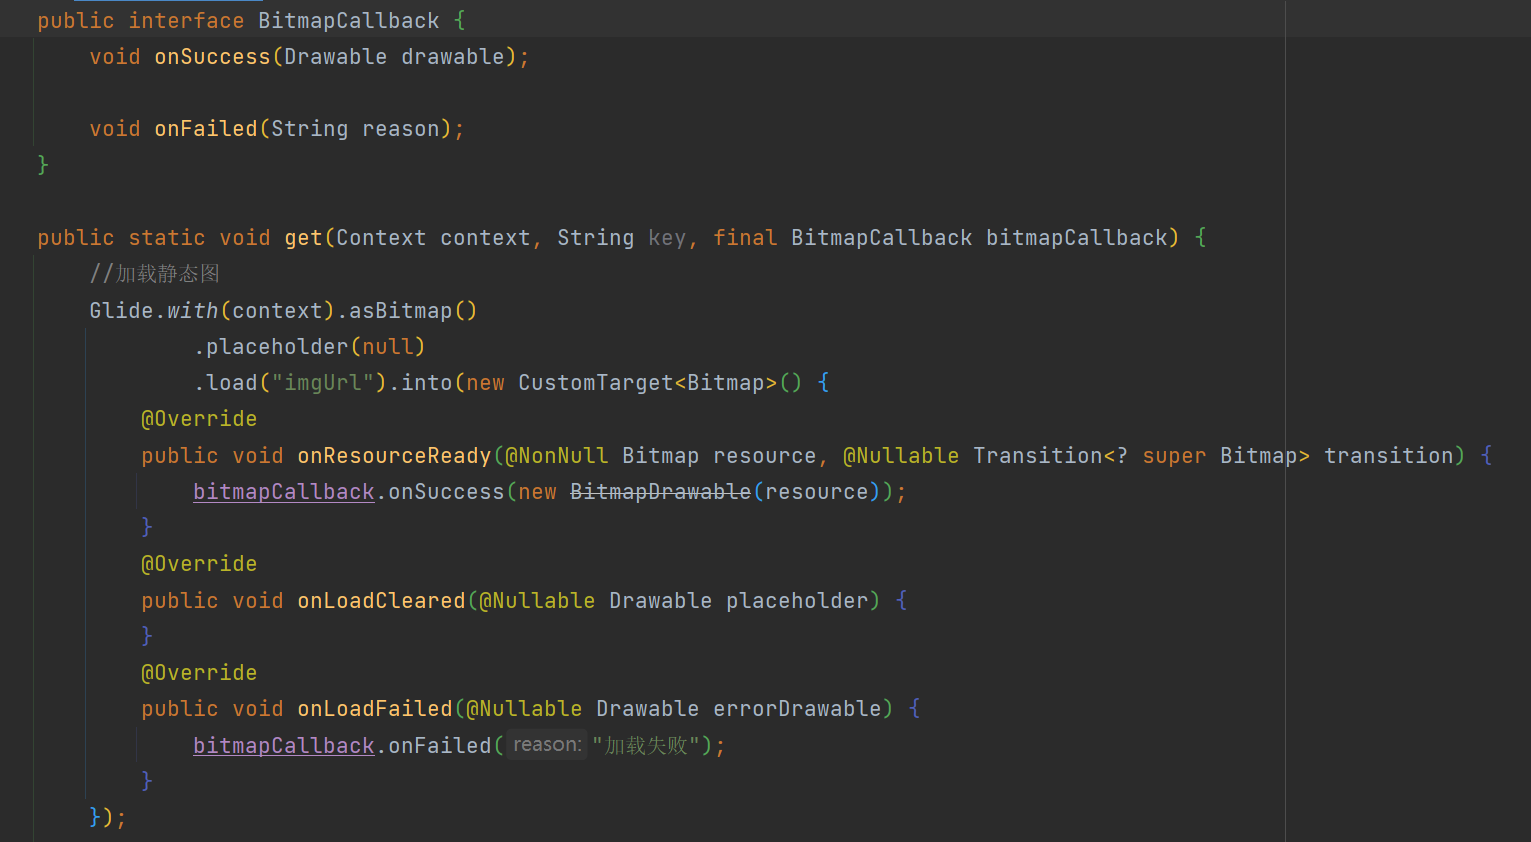 public interface BitmapCallback {
void onSuccess(Drawable drawable);
void onFailed(String reason);
}
public static void get(Context context, String key, final BitmapCallback bitmapCallback) {
//加载静态图
Glide.with(context).asBitmap()
.placeholder(null)
.load("imgUrl").into(new CustomTarget<Bitmap>() {
@Override
public void onResourceReady(@NonNull Bitmap resource, @Nullable Transition<? super Bitmap> transition) {
bitmapCallback.onSuccess(new BitmapDrawable(resource));
}
@Override
public void onLoadCleared(@Nullable Drawable placeholder) {
}
@Override
public void onLoadFailed(@Nullable Drawable errorDrawable) {
bitmapCallback.onFailed( reason: "加载失败");
}
});